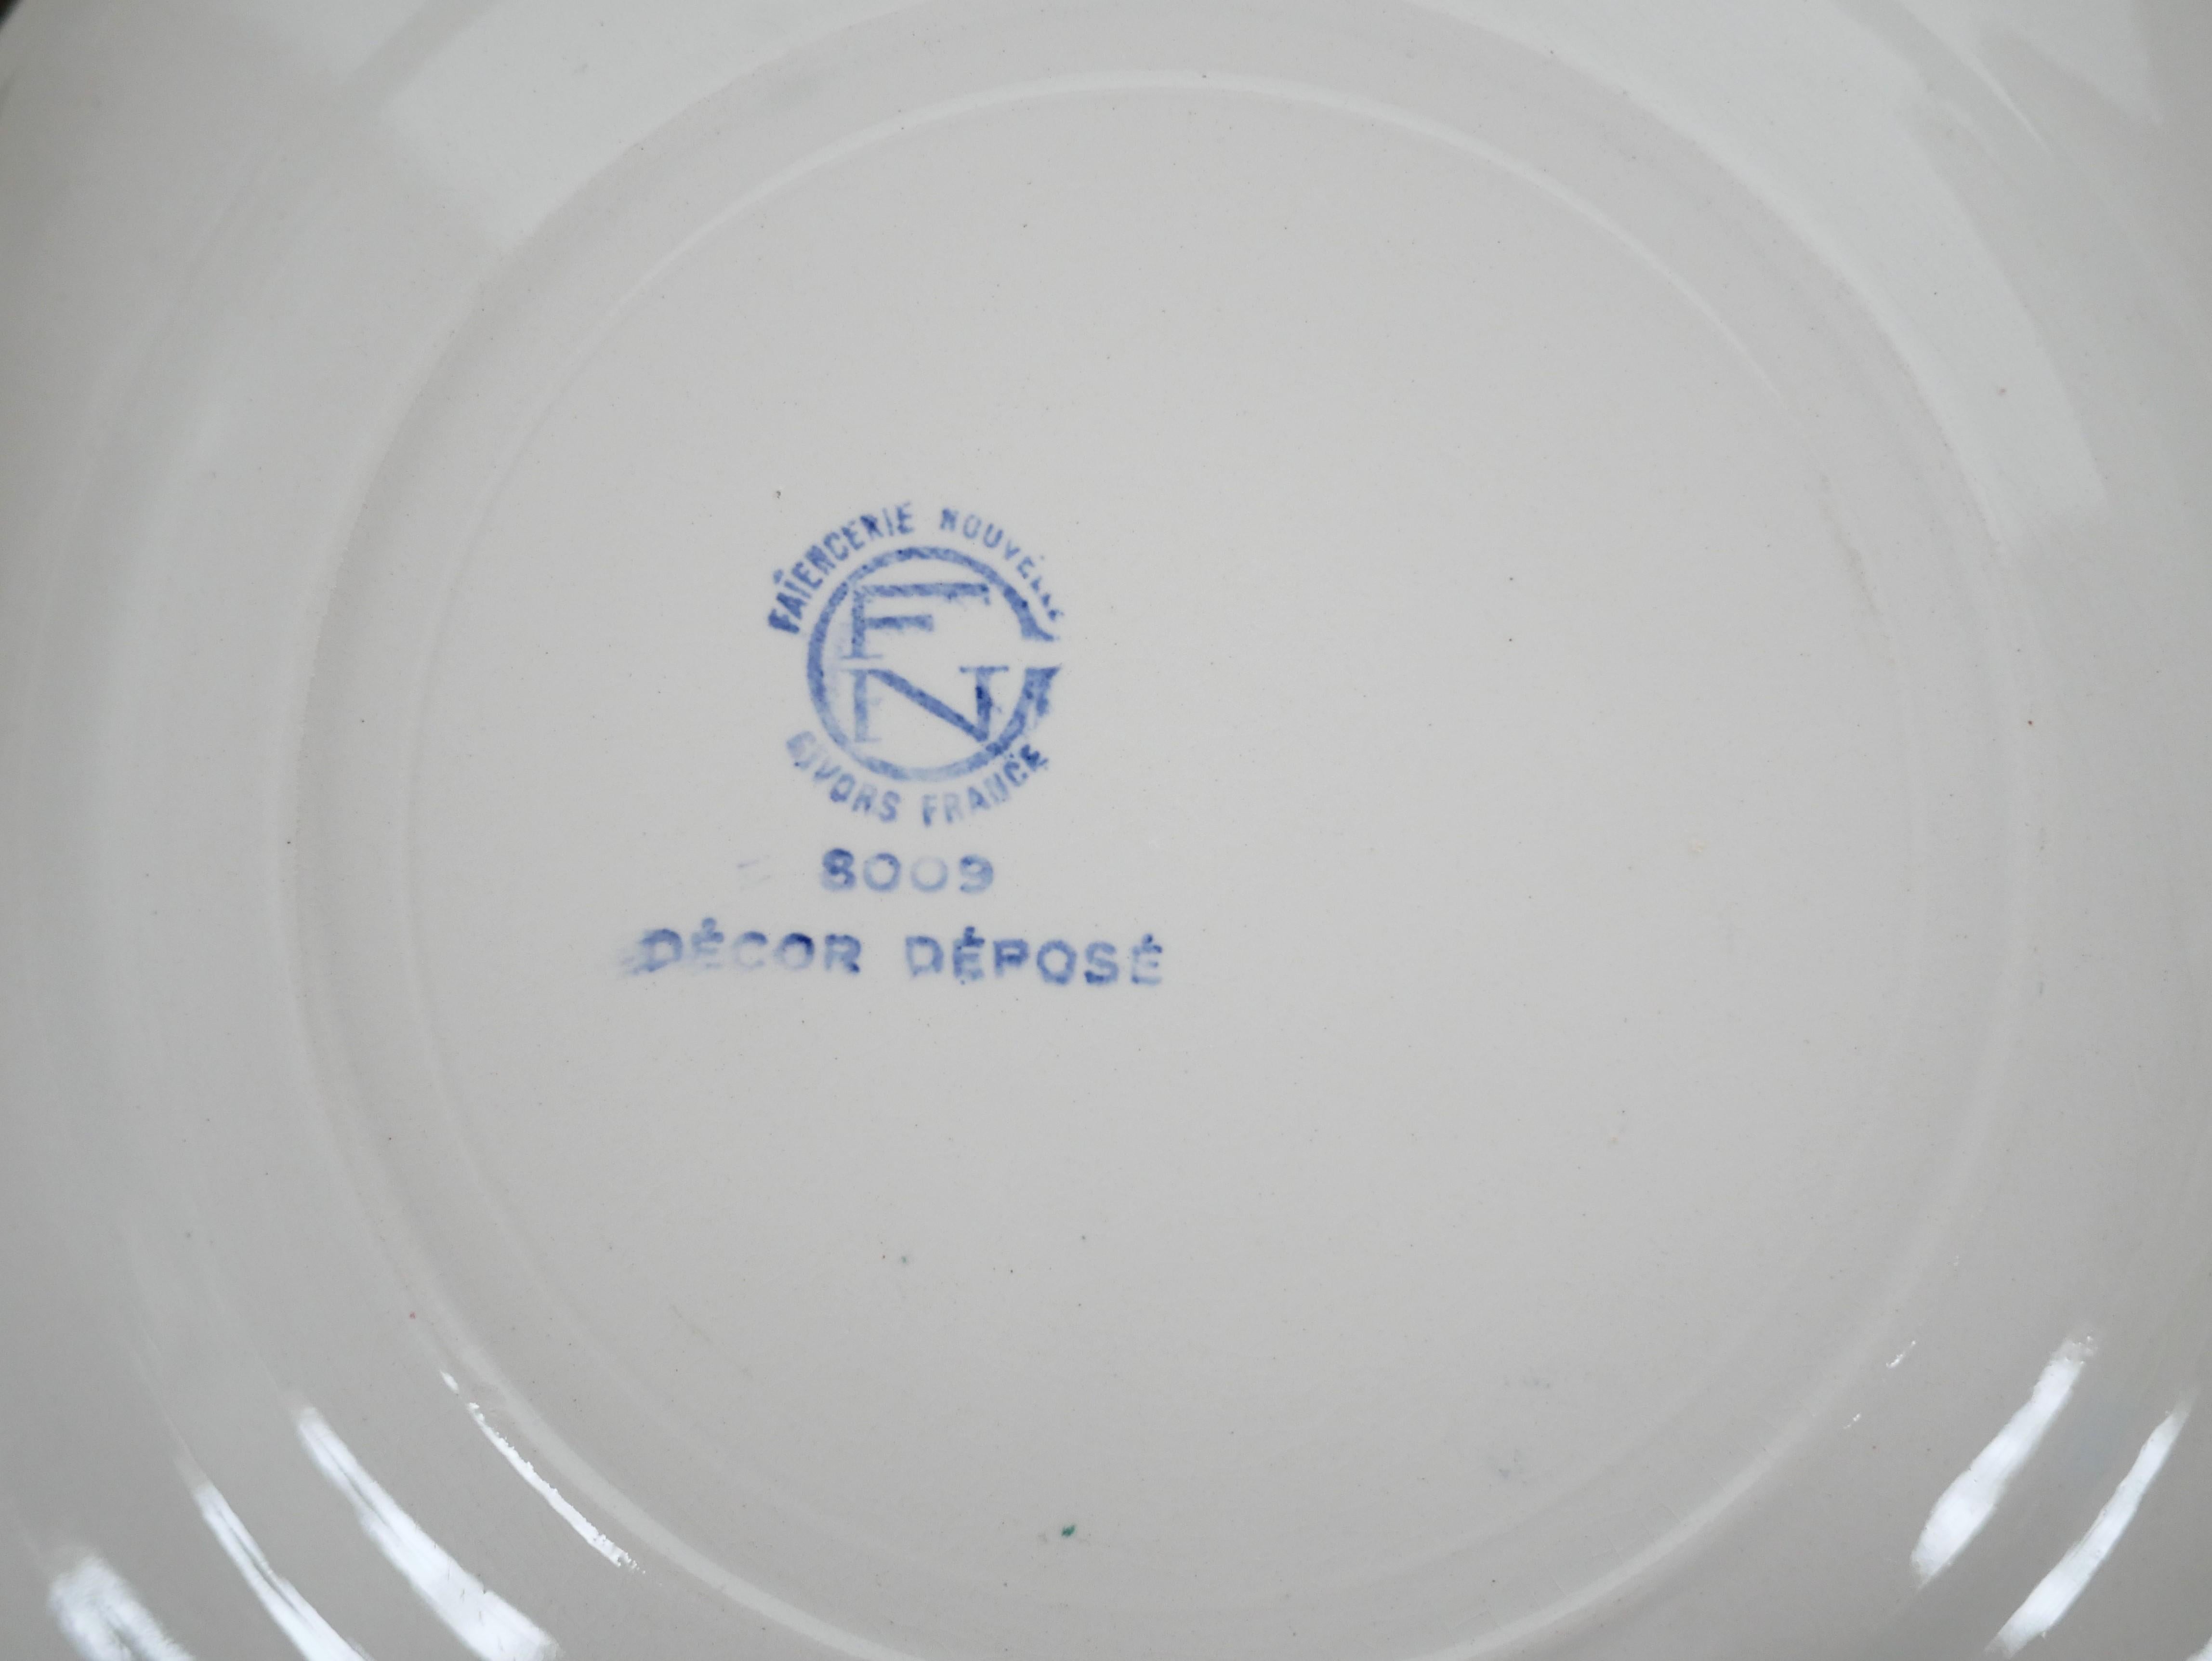 FAÏENCERIE NOUVELLE
FN
GIVORS FRANCE
8009
DÉCOR DÉPOSÉ